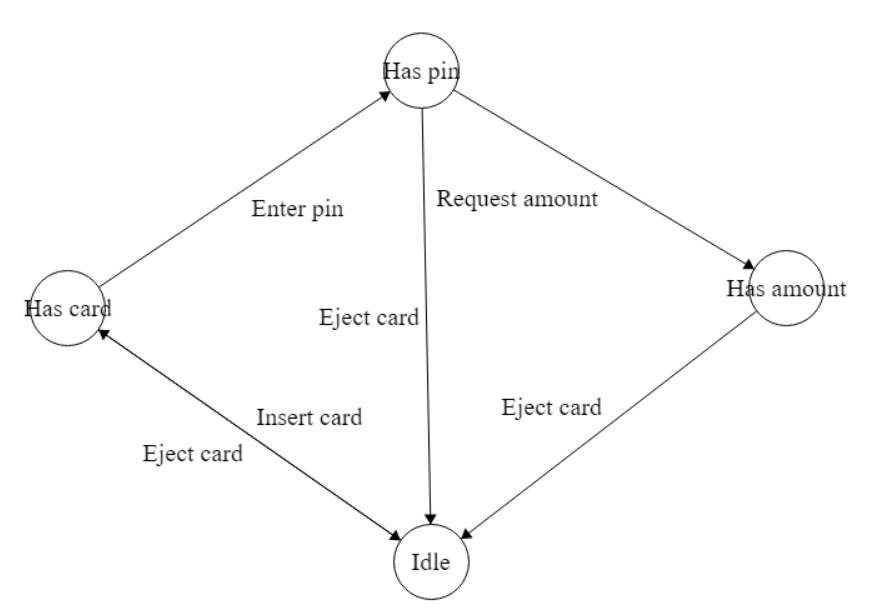 Has pin
Request amount
Enter pin
Has amount
Has card
Eject card
Eject card
Insert card
Eject card
Idle